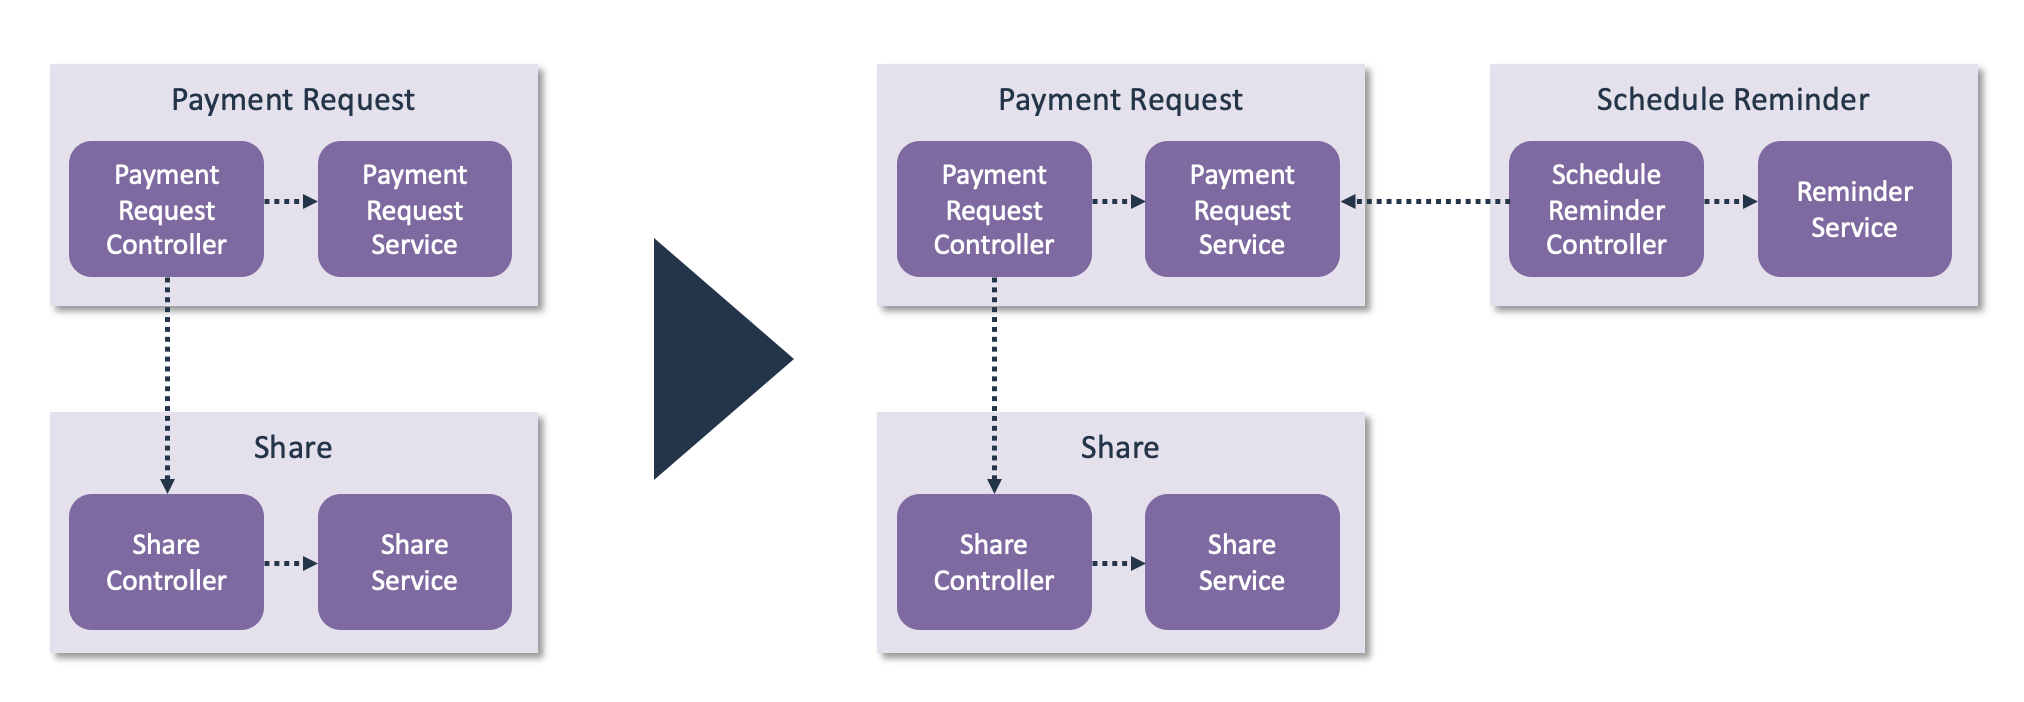 Payment Request
Payment
Request
Controller
Payment
Request
Service
Share
Share
Controller
Share
Service
Payment Request
Payment
Request
Controller
Payment
Request
Service
Schedule Reminder
Schedule
Reminder
Controller
Reminder
Service
Share
Share
Controller
Share
Service